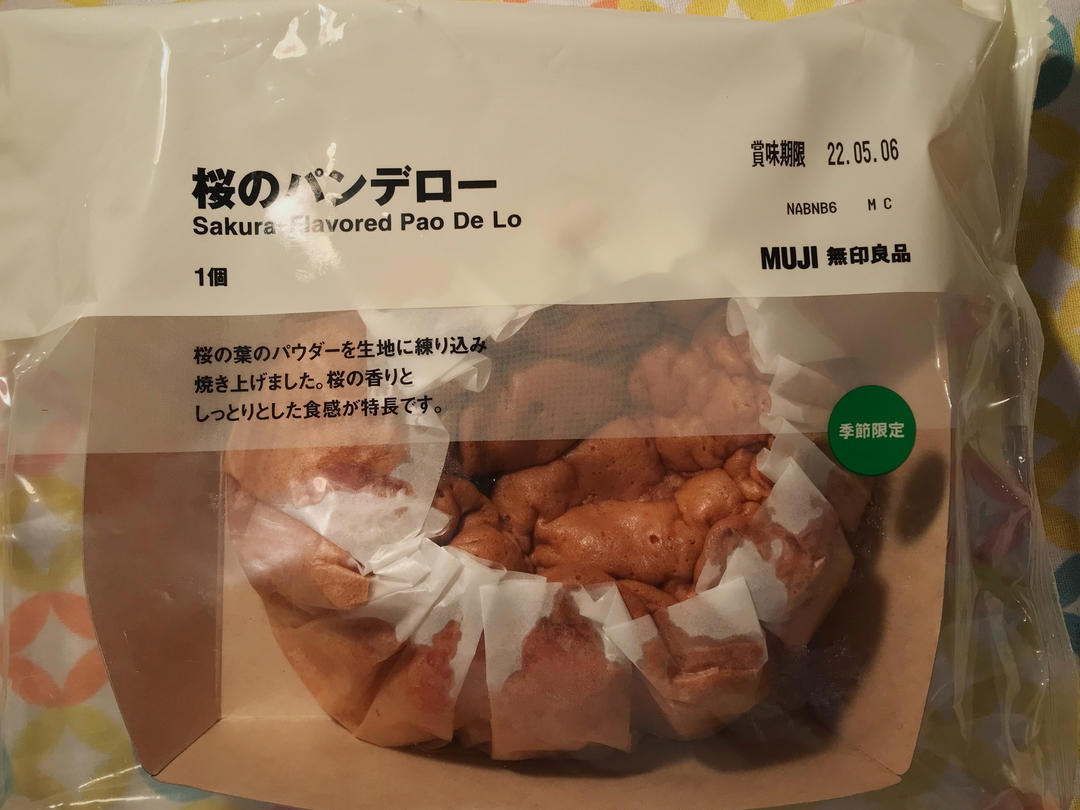 桜のパンデロー
Sakura Flavored Pao De Lo
1個
賞味期限 22.05.06
NABNB6 M C
MUJI 無印良品
桜の葉のパウダーを生地に練り込み
焼き上げました。桜の香りと
しっとりとした食感が特長です。
季節限定